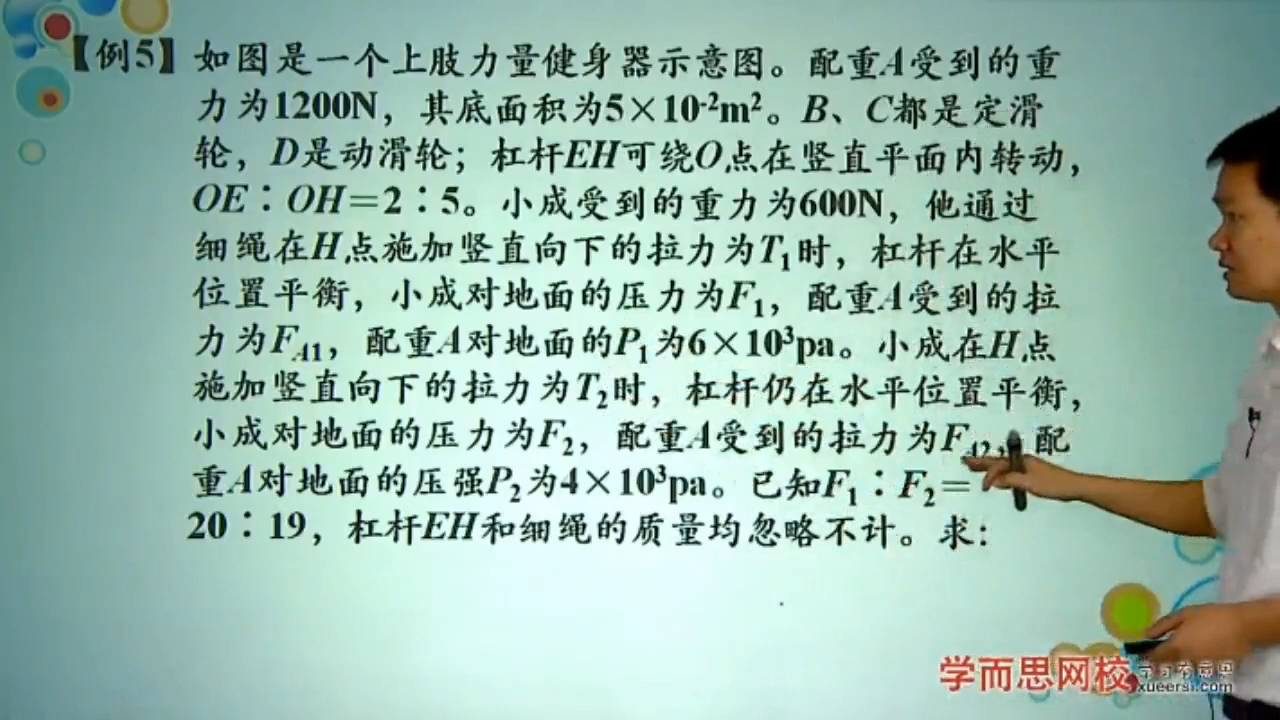 【例5】如图是一个上肢力量健身器示意图。配重A受到的重
力为1200N，其底面积为5×10-2m2。B、C都是定滑
轮，D是动滑轮；杠杆EH可绕O点在竖直平面内转动，
OE∶OH=2∶5。小成受到的重力为600N，他通过
细绳在H点施加竖直向下的拉力为T1时，杠杆在水平
位置平衡，小成对地面的压力为F1，配重A受到的拉
力为FA1，配重A对地面的P1为6×103pa。小成在H点
施加竖直向下的拉力为T2时，杠杆仍在水平位置平衡，
小成对地面的压力为F2，配重A受到的拉力为FA2，配
重A对地面的压强P2为4×103pa。已知F1∶F2=
20∶19，杠杆EH和细绳的质量均忽略不计。求：
学而思网校
xueersi.com